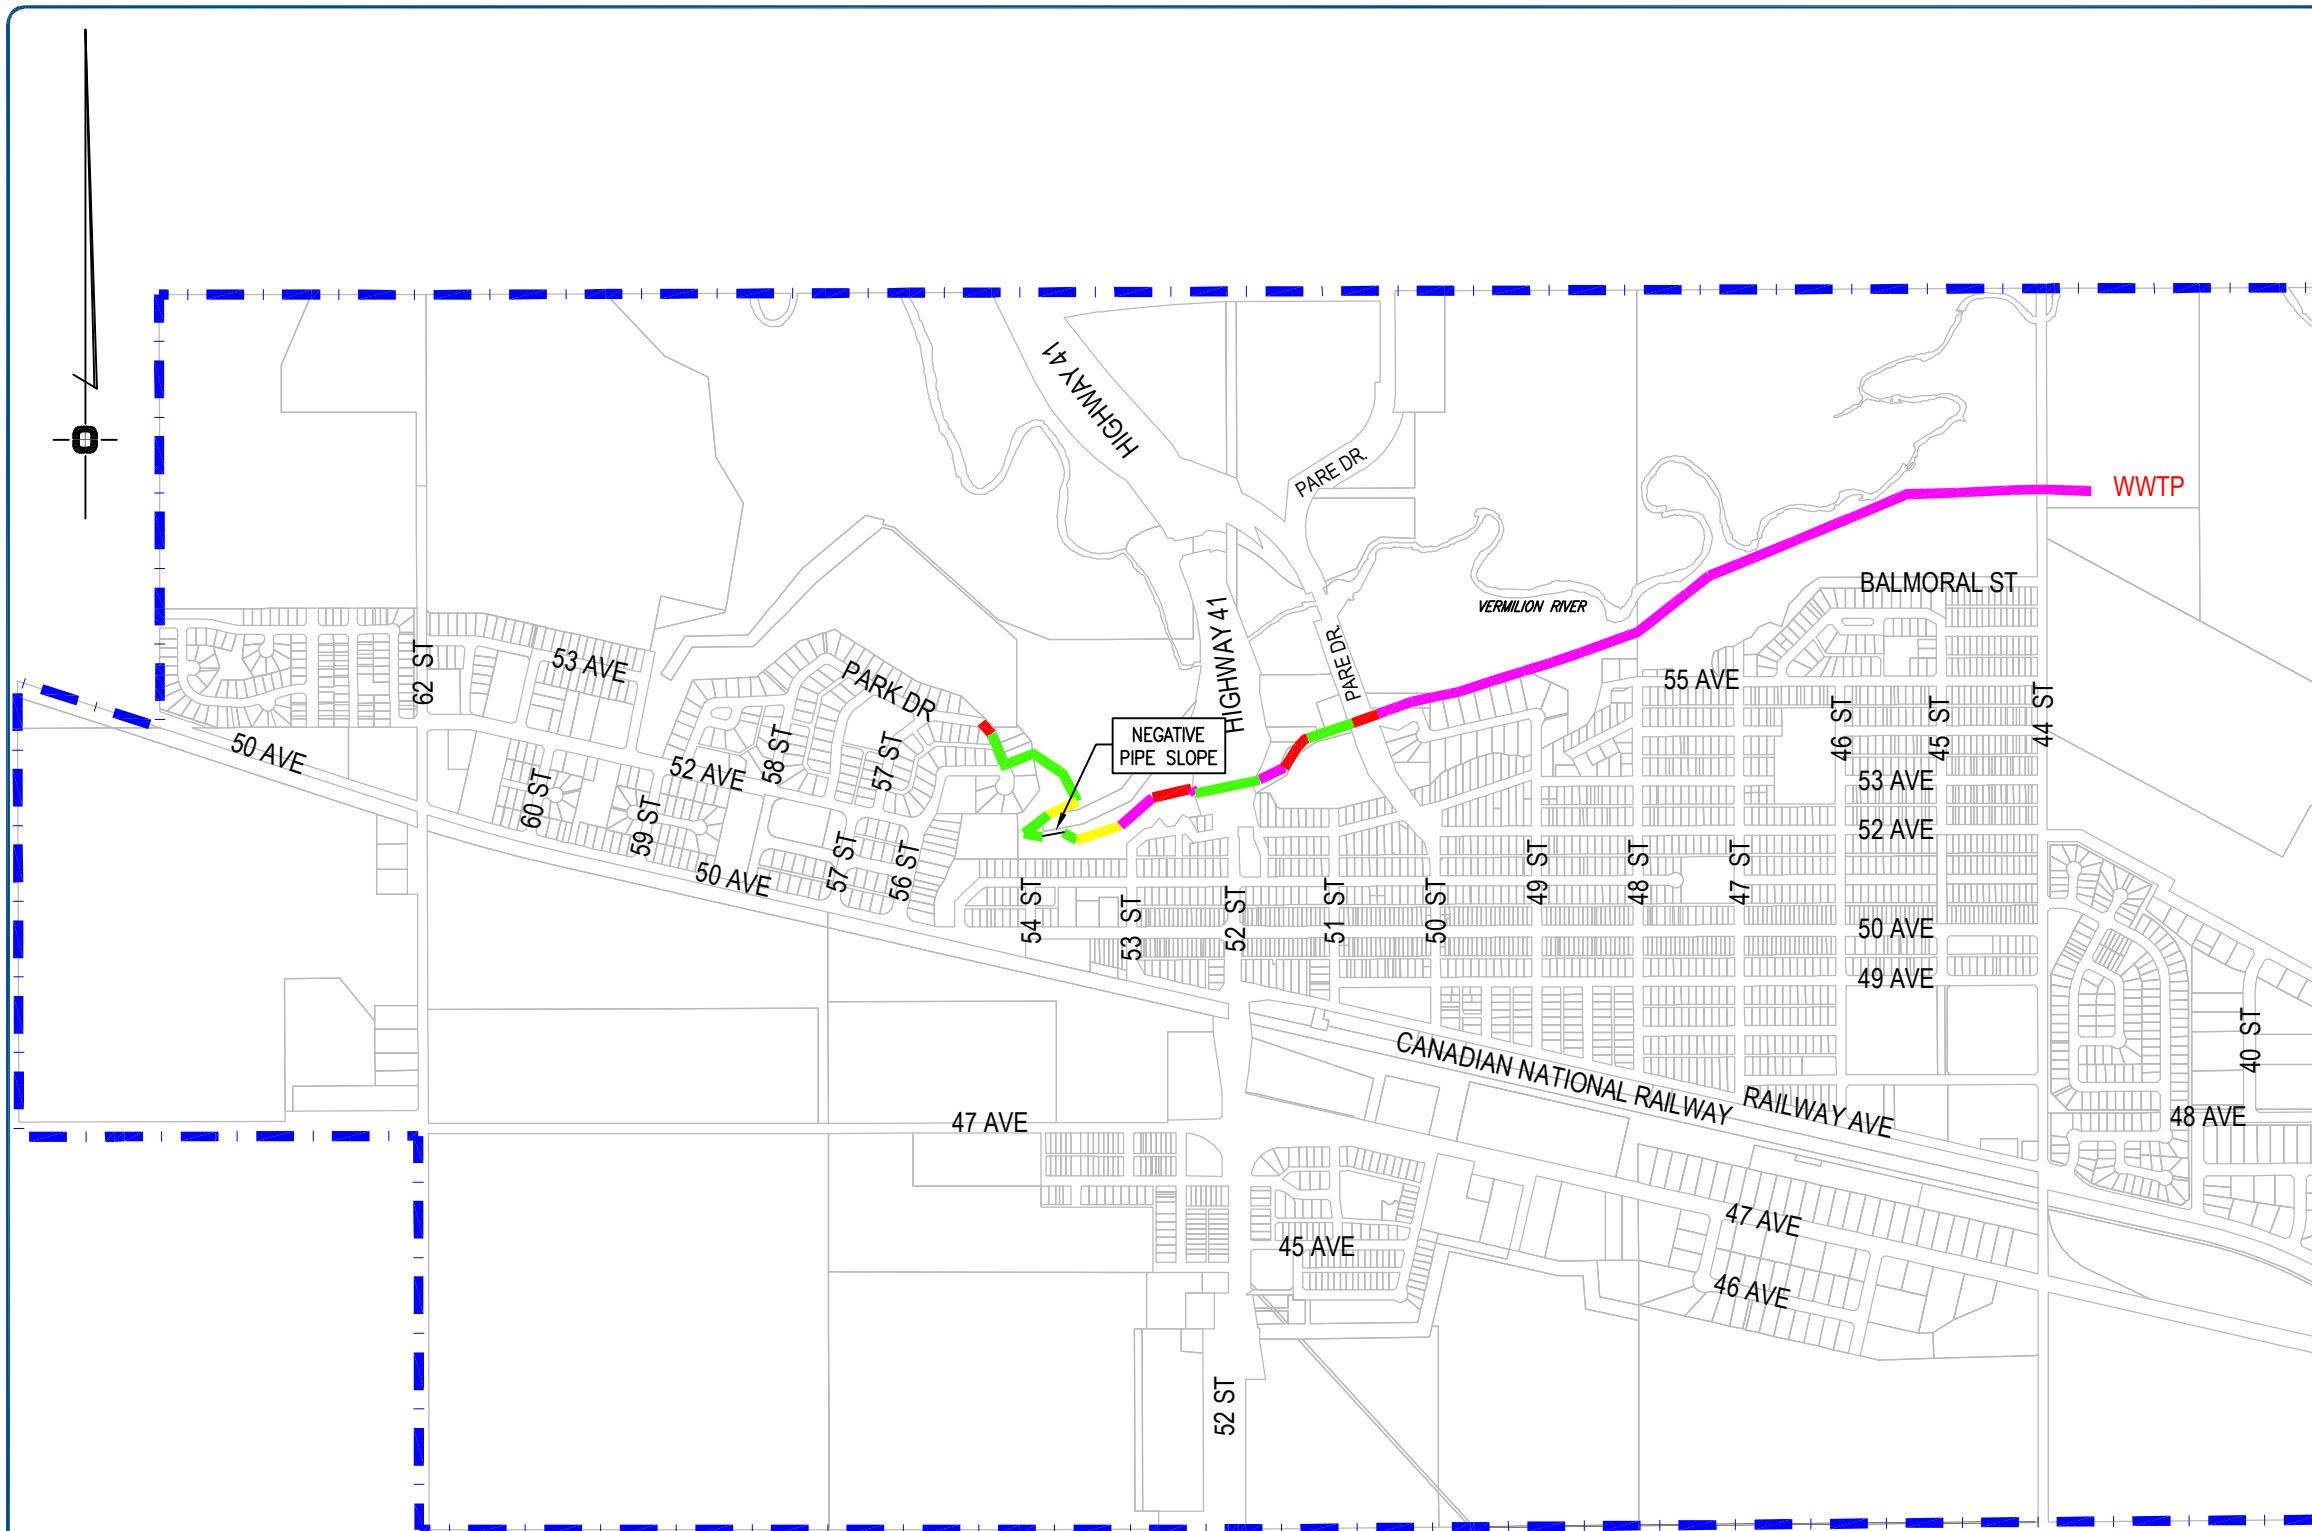 HIGHWAY 41
PARE DR.
WWTP
BALMORAL ST
VERMILION RIVER
HIGHWAY 41
PARE DR.
53 AVE
62 ST
PARK DR
55 AVE
50 AVE
52 AVE
58 ST
57 ST
NEGATIVE
PIPE SLOPE
46 ST
45 ST
44 ST
53 AVE
60 ST
59 ST
52 AVE
50 AVE
57 ST
56 ST
54 ST
53 ST
52 ST
51 ST
50 ST
49 ST
48 ST
47 ST
50 AVE
49 AVE
40 ST
CANADIAN NATIONAL RAILWAY
RAILWAY AVE
47 AVE
48 AVE
47 AVE
45 AVE
46 AVE
52 ST